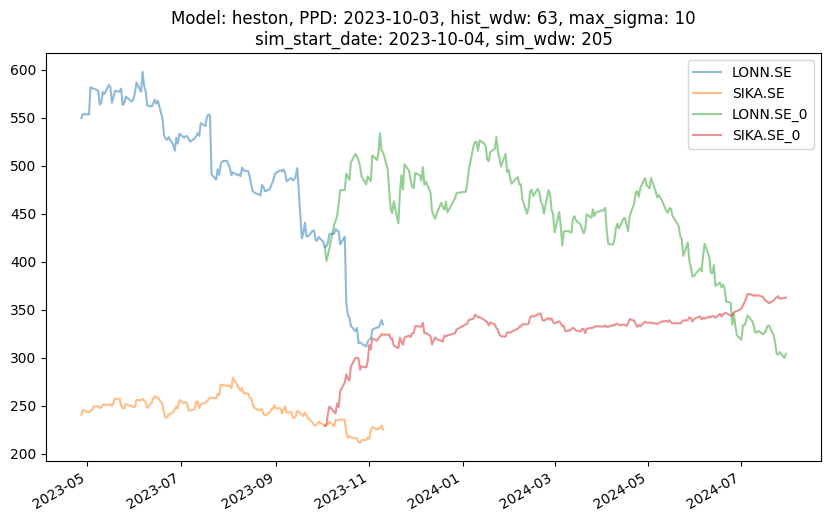 Model: heston, PPD: 2023-10-03, hist_wdw: 63, max_sigma: 10
sim_start_date: 2023-10-04, sim_wdw: 205
LONN.SE
SIKA.SE
LONN.SE_0
SIKA.SE_0
600
550
500
450
400
350
300
250
200
2023-05
2023-07
2023-09
2023-11
2024-01
2024-03
2024-05
2024-07